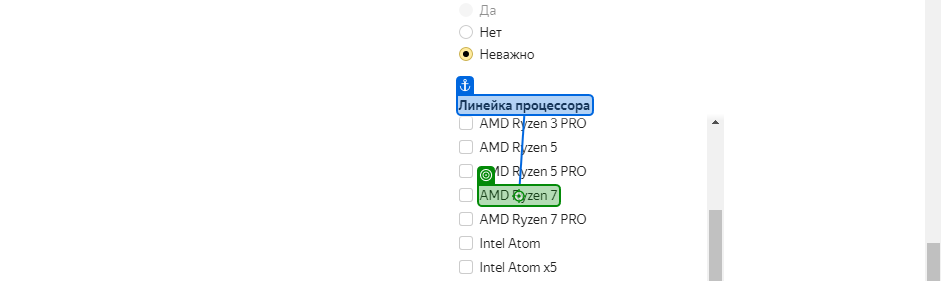 Да
Нет
Неважно
Линейка процессора
AMD Ryzen 3 PRO
AMD Ryzen 5
AMD Ryzen 5 PRO
AMD Ryzen 7
AMD Ryzen 7 PRO
Intel Atom
Intel Atom x5